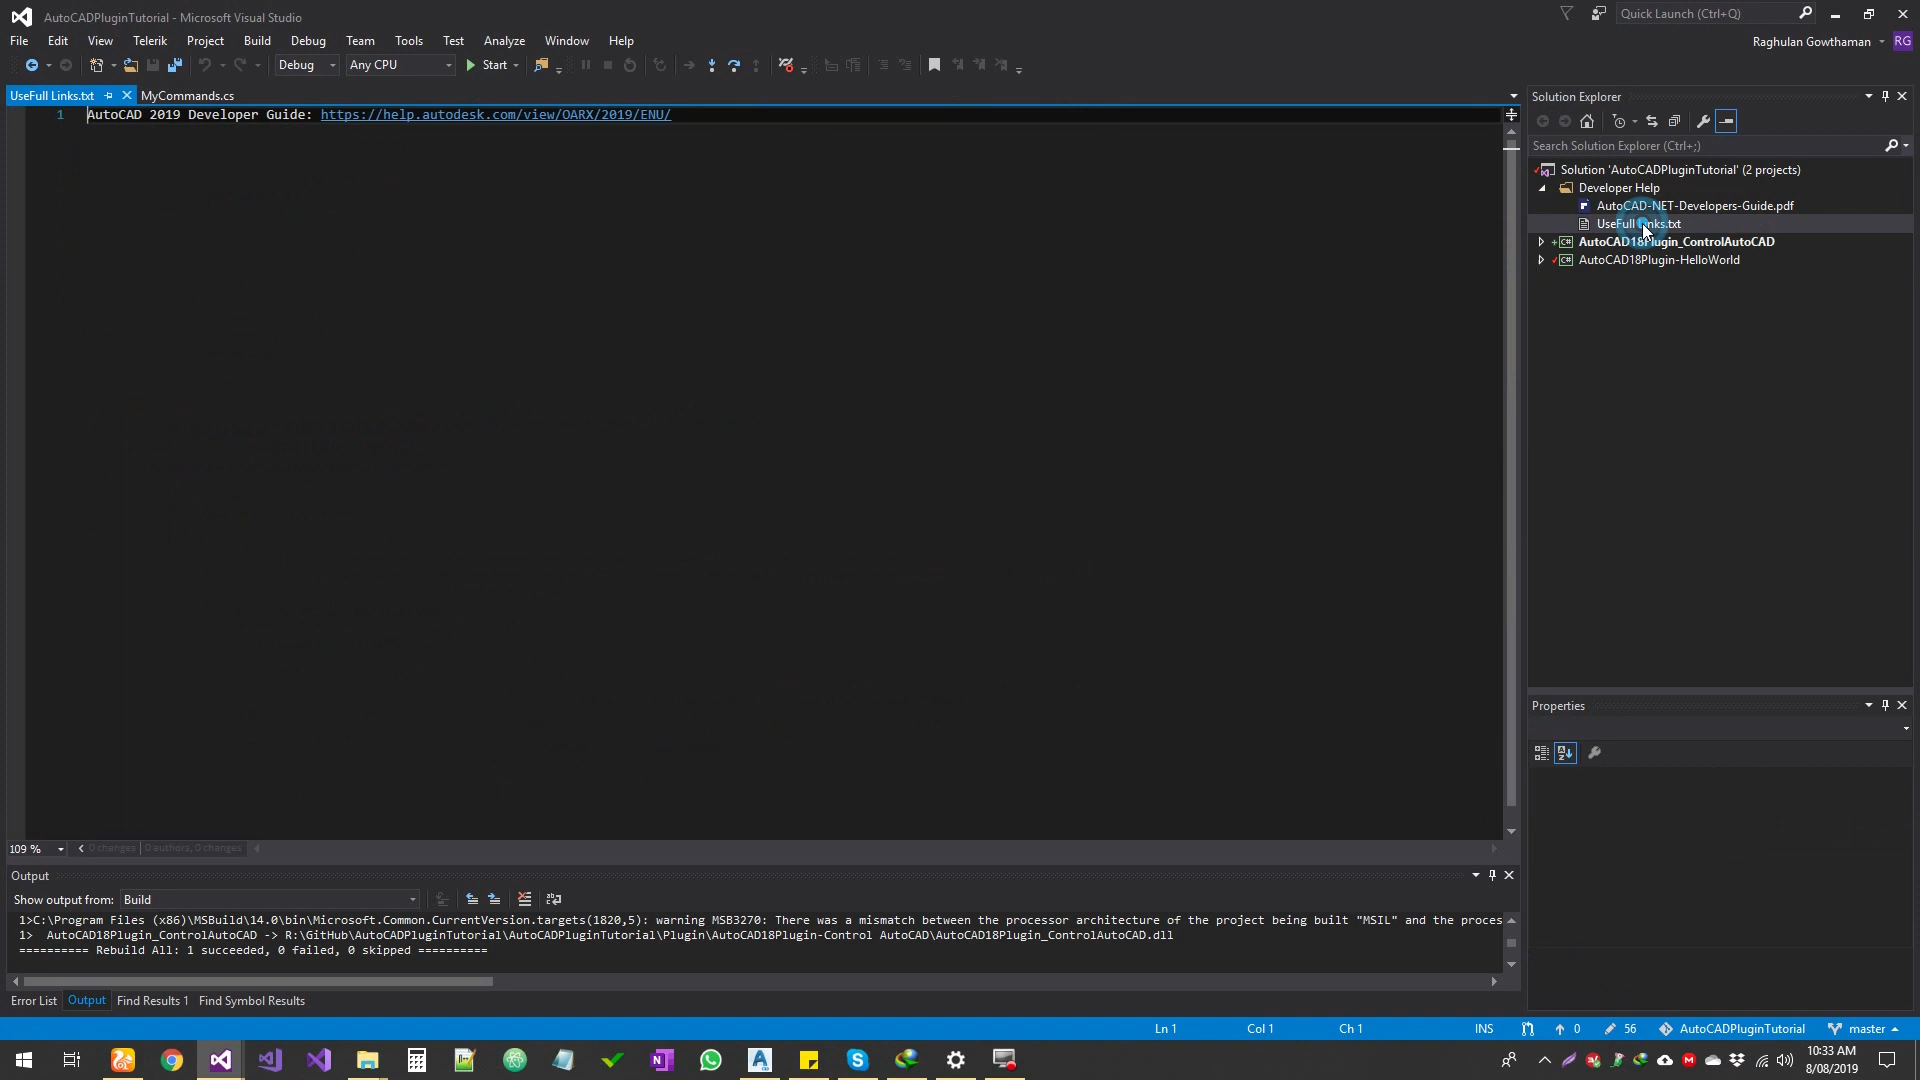 AutoCADPluginTutorial - Microsoft Visual Studio
Quick Launch (Ctrl+Q)
File Edit View Telerik Project Build Debug Team Tools Test Analyze Window Help
Raghulan Gowthaman RG
Debug Any CPU Start
UseFull Links.txt MyCommands.cs
1 AutoCAD 2019 Developer Guide: https://help.autodesk.com/view/OARX/2019/ENU/
Solution Explorer
Search Solution Explorer (Ctrl+;)
Solution 'AutoCADPluginTutorial' (2 projects)
Developer Help
AutoCAD-NET-Developers-Guide.pdf
UseFull Links.txt
AutoCAD18Plugin_ControlAutoCAD
AutoCAD18Plugin-HelloWorld
Properties
109 % 0 changes | 0 authors, 0 changes
Output
Show output from: Build
1>C:\Program Files (x86)\MSBuild\14.0\bin\Microsoft.Common.CurrentVersion.targets(1820,5): warning MSB3270: There was a mismatch between the processor architecture of the project being built "MSIL" and the proces
1> AutoCAD18Plugin_ControlAutoCAD -> R:\GitHub\AutoCADPluginTutorial\AutoCADPluginTutorial\Plugin\AutoCAD18Plugin-Control AutoCAD\AutoCAD18Plugin_ControlAutoCAD.dll
========== Rebuild All: 1 succeeded, 0 failed, 0 skipped ==========
Error List Output Find Results 1 Find Symbol Results
Ln 1 Col 1 Ch 1 INS 0 56 AutoCADPluginTutorial master
10:33 AM
8/08/2019